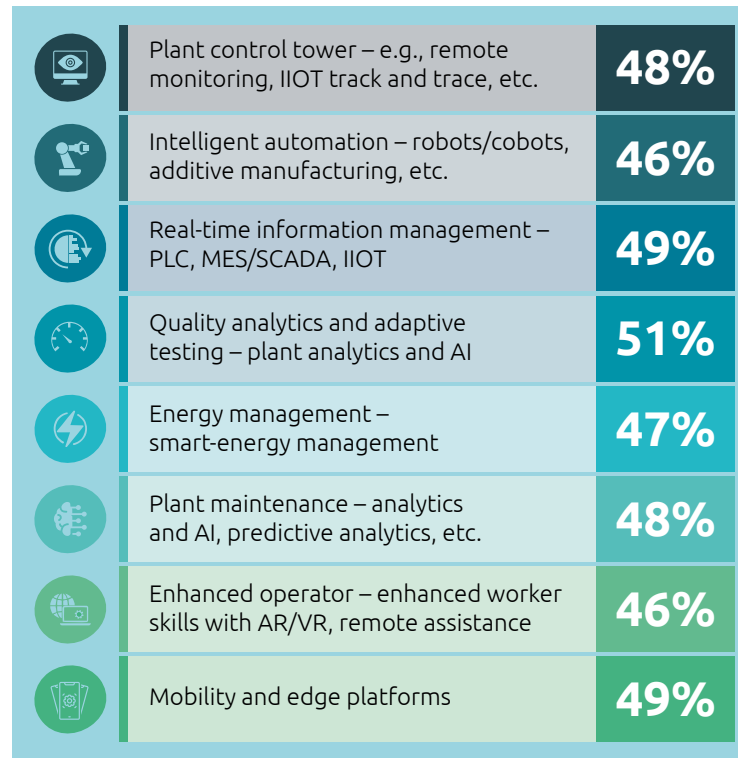 Plant control tower – e.g., remote
monitoring, IIOT track and trace, etc.
48%
Intelligent automation – robots/cobots,
additive manufacturing, etc.
46%
Real-time information management –
PLC, MES/SCADA, IIOT
49%
Quality analytics and adaptive
testing – plant analytics and AI
51%
Energy management –
smart-energy management
47%
Plant maintenance – analytics
and AI, predictive analytics, etc.
48%
Enhanced operator – enhanced worker
skills with AR/VR, remote assistance
46%
Mobility and edge platforms
49%